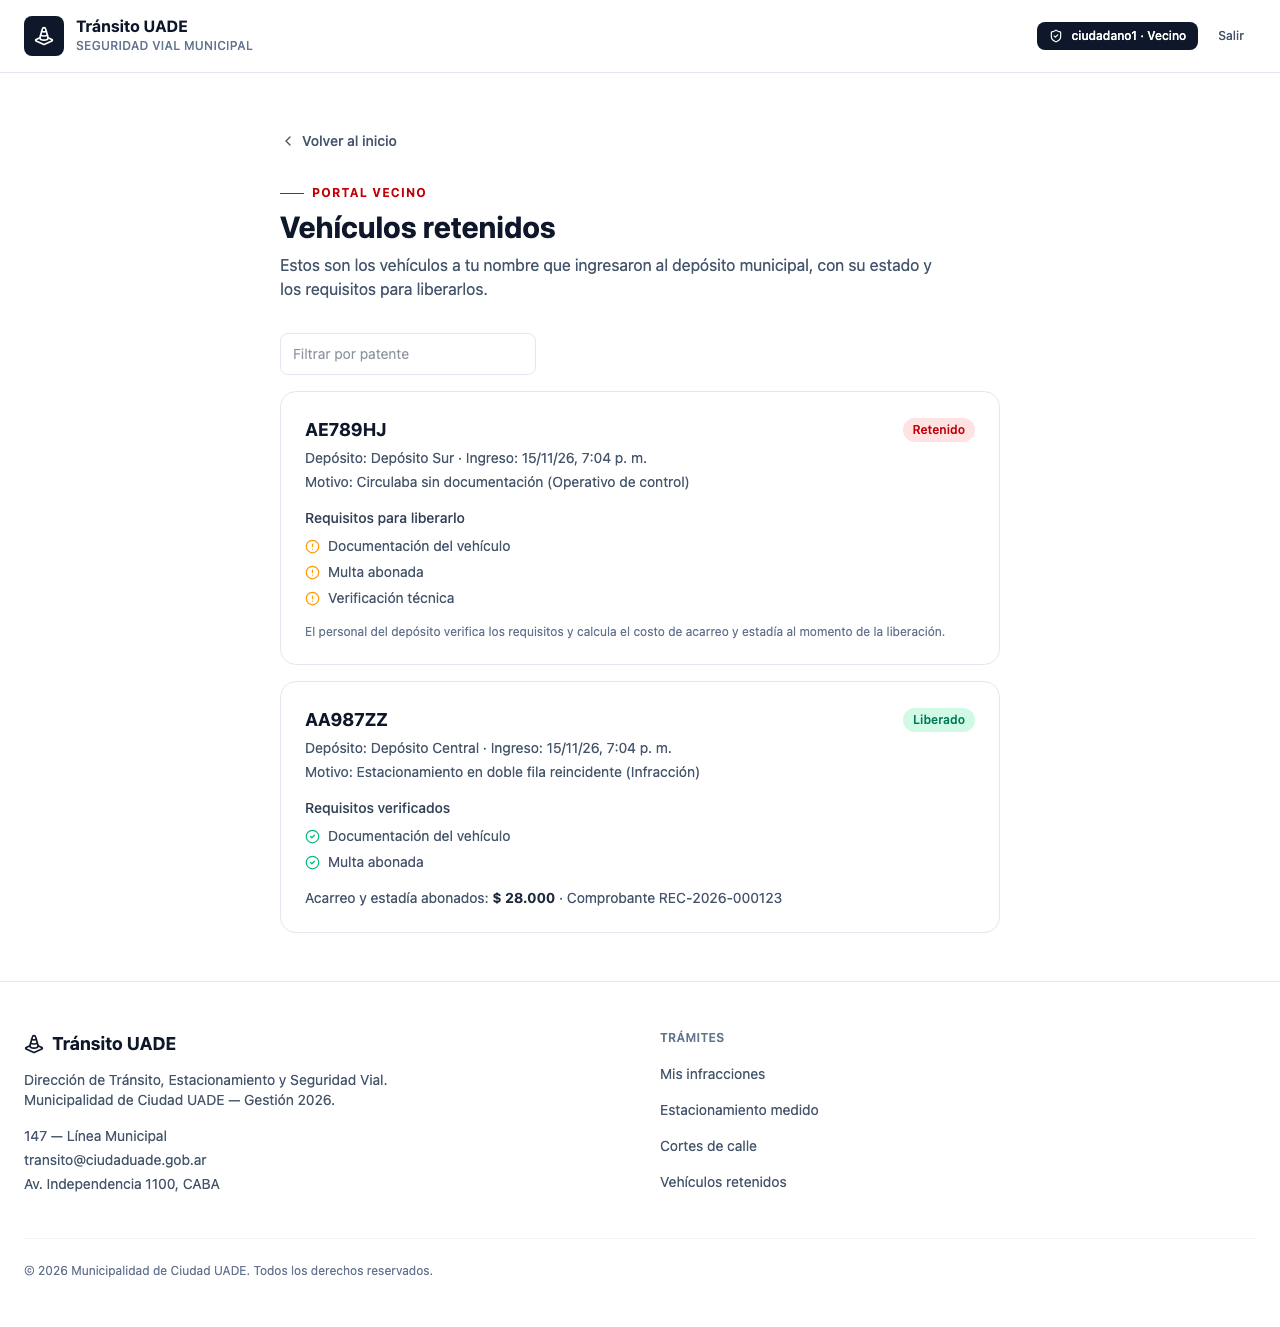 Tránsito UADE
SEGURIDAD VIAL MUNICIPAL
ciudadano1 · Vecino
Salir
Volver al inicio
PORTAL VECINO
Vehículos retenidos
Estos son los vehículos a tu nombre que ingresaron al depósito municipal, con su estado y
los requisitos para liberarlos.
Filtrar por patente
AE789HJ
Retenido
Depósito: Depósito Sur · Ingreso: 15/11/26, 7:04 p. m.
Motivo: Circulaba sin documentación (Operativo de control)
Requisitos para liberarlo
Documentación del vehículo
Multa abonada
Verificación técnica
El personal del depósito verifica los requisitos y calcula el costo de acarreo y estadía al momento de la liberación.
AA987ZZ
Liberado
Depósito: Depósito Central · Ingreso: 15/11/26, 7:04 p. m.
Motivo: Estacionamiento en doble fila reincidente (Infracción)
Requisitos verificados
Documentación del vehículo
Multa abonada
Acarreo y estadía abonados: $ 28.000 · Comprobante REC-2026-000123
Tránsito UADE
Dirección de Tránsito, Estacionamiento y Seguridad Vial.
Municipalidad de Ciudad UADE — Gestión 2026.
147 — Línea Municipal
transito@ciudaduade.gob.ar
Av. Independencia 1100, CABA
TRÁMITES
Mis infracciones
Estacionamiento medido
Cortes de calle
Vehículos retenidos
© 2026 Municipalidad de Ciudad UADE. Todos los derechos reservados.